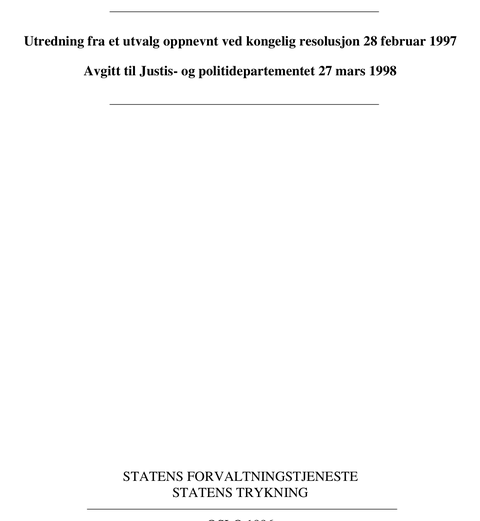 Utredning fra et utvalg oppnevnt ved kongelig resolusjon 28 februar 1997
Avgitt til Justis- og politidepartementet 27 mars 1998
STATENS FORVALTNINGSTJENESTE
STATENS TRYKNING